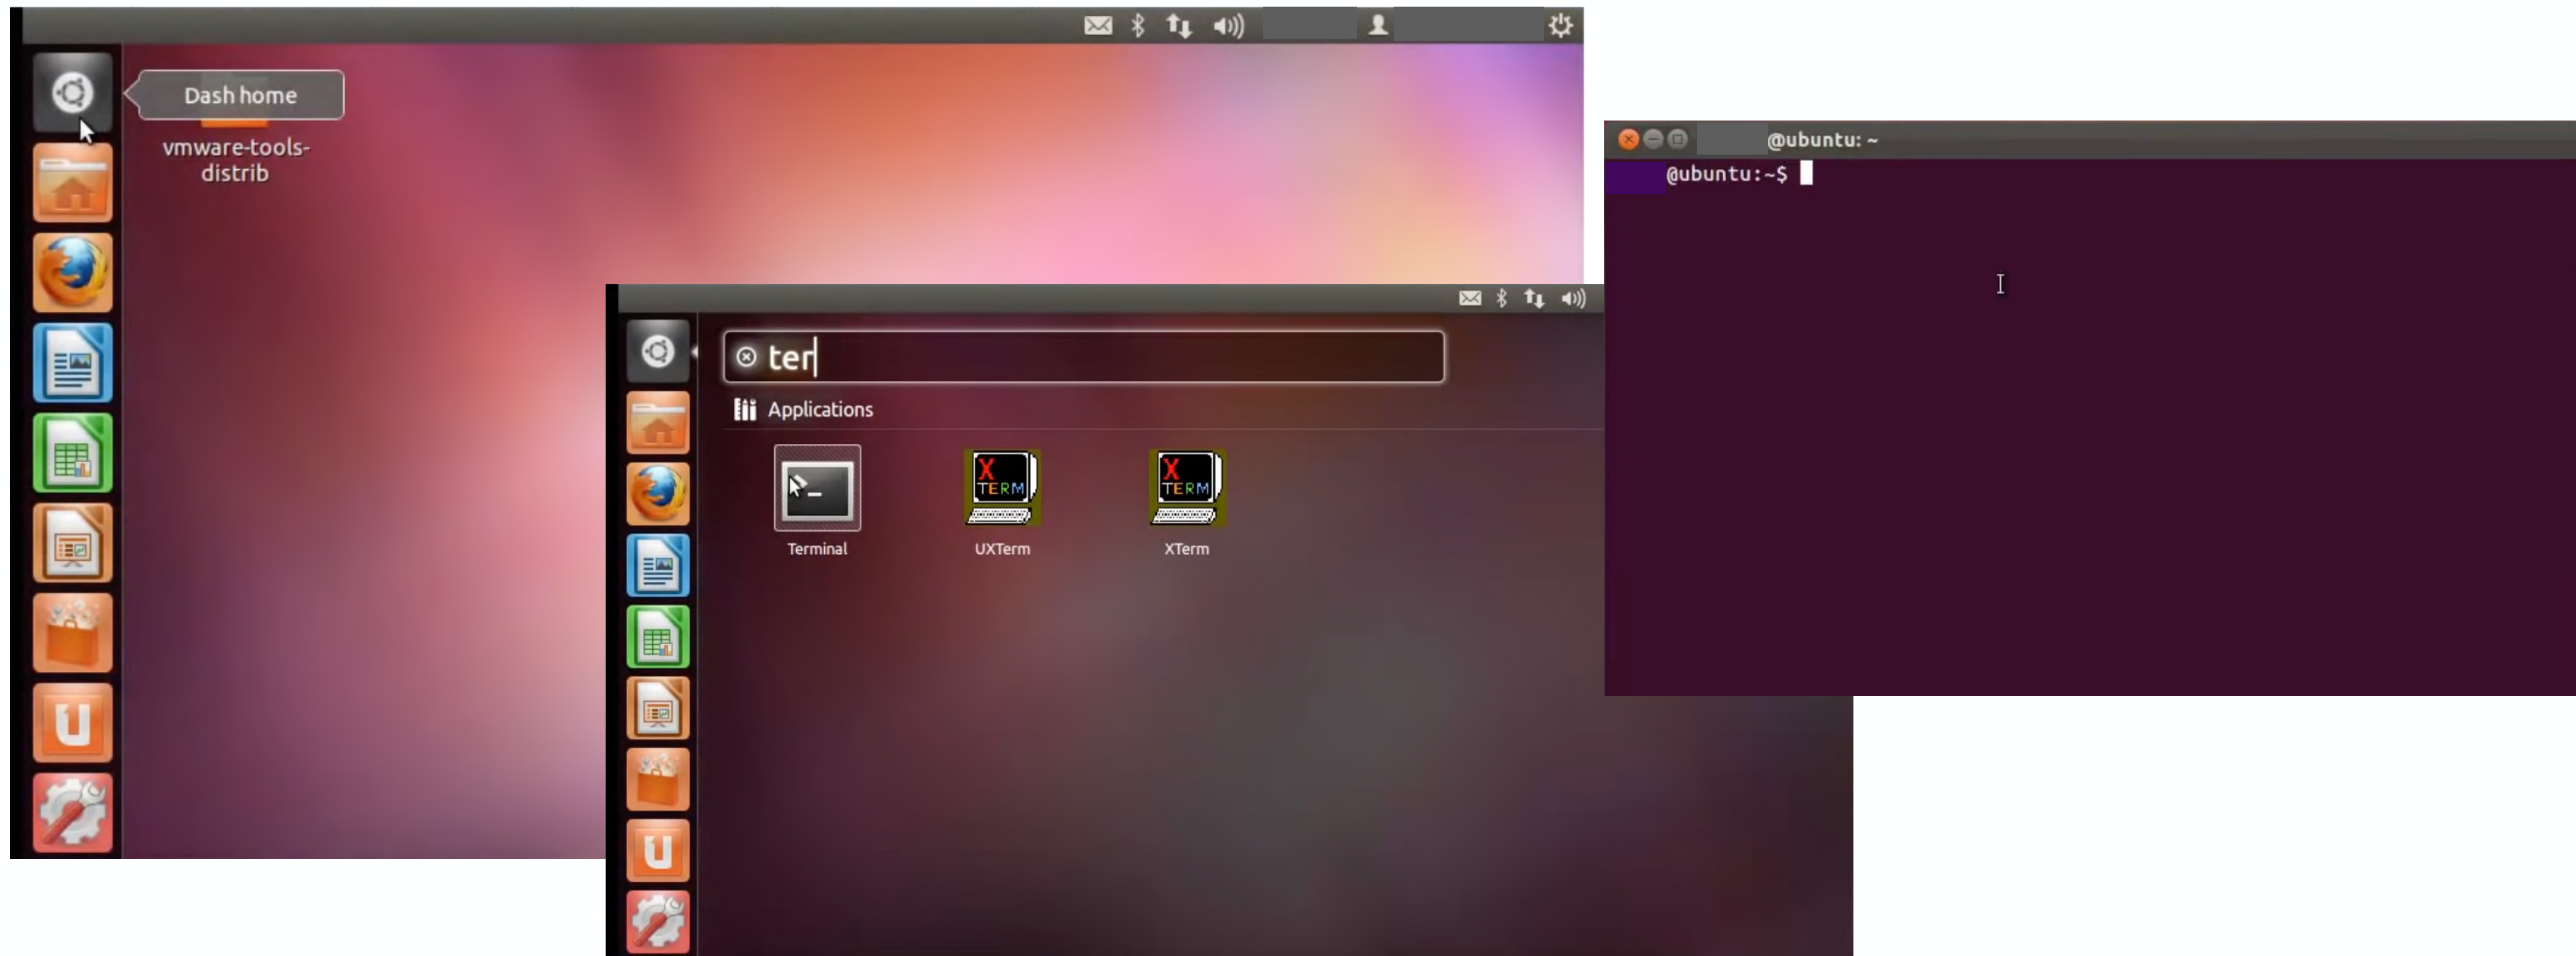 Dash home
vmware-tools-
distrib
ter
Applications
X
TERM
X
TERM
Terminal
UXTerm
XTerm
@ubuntu: ~
@ubuntu:~$